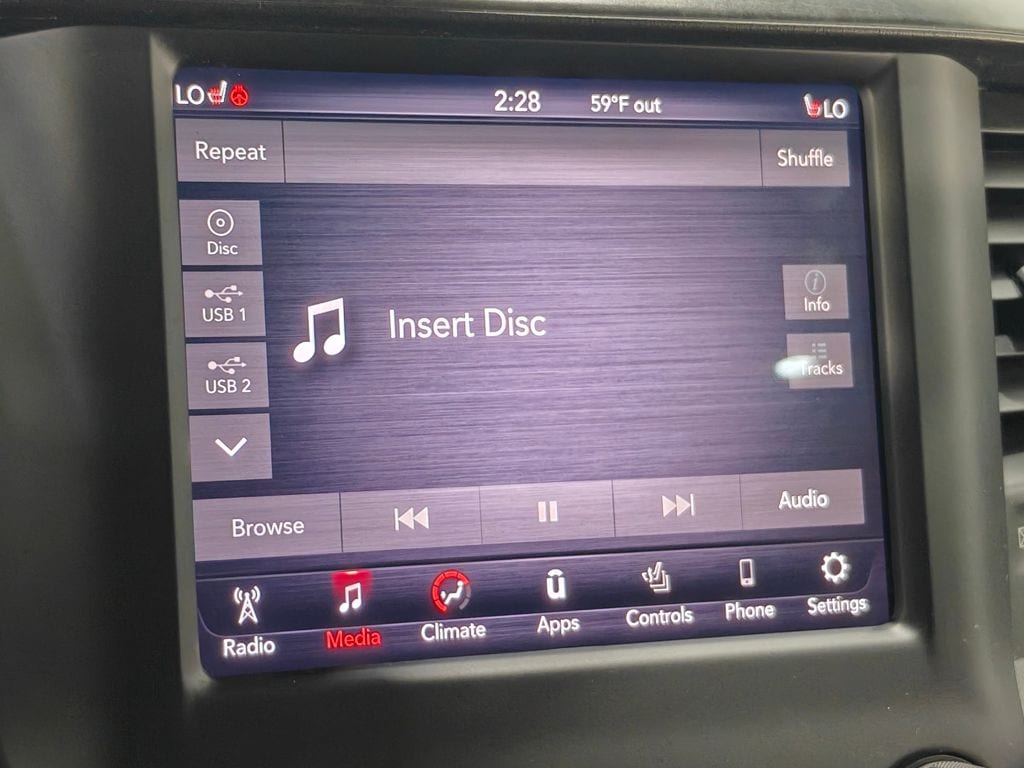 LO 2:28 59°F out LO
Repeat Shuffle
Disc
USB 1
USB 2
Insert Disc
Info
Tracks
Browse Audio
Radio Media Climate Apps Controls Phone Settings